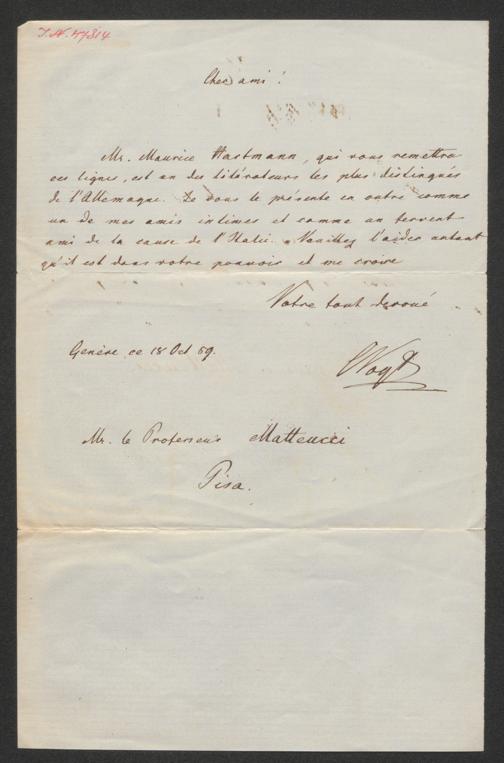 I.N. 47314
Cher ami !
Mr. Maurice Hartmann, qui vous remettra
ces lignes, est un des litérateurs les plus distingués
de l'Allemagne. Je vous le présente en outre comme
un de mes amis intimes et comme un fervent
ami de la cause de l'Italie. Veuillez l'aider autant
qu'il est dans votre pouvoir et me croire
Votre tout dévoué
Genève ce 18 Oct 59.
CVogt
Mr. le Professeur Matteucci
Pisa.